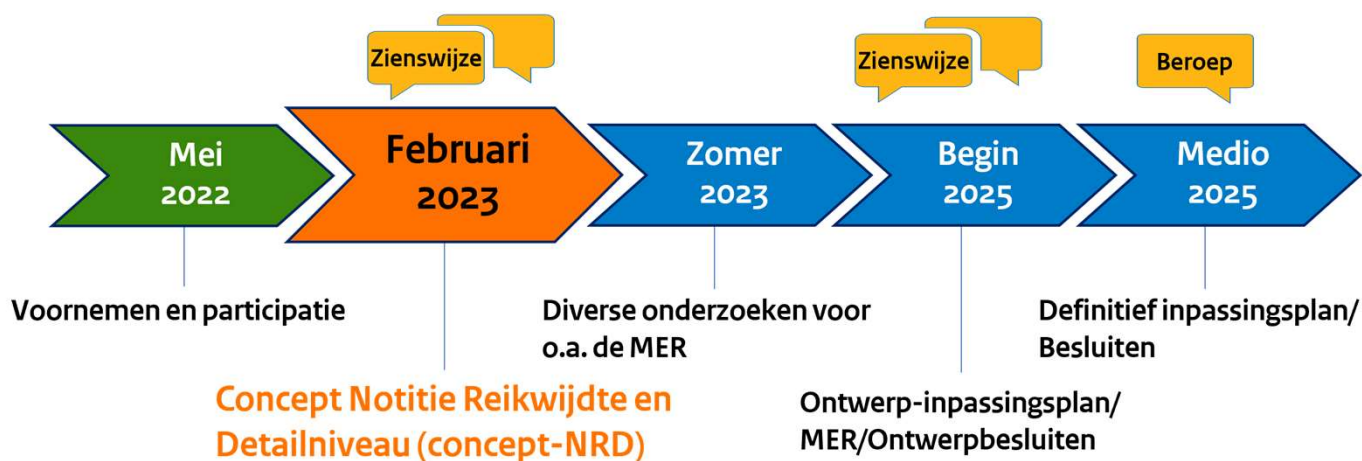 Zienswijze
Zienswijze
Beroep
Mei
2022
Februari
2023
Zomer
2023
Begin
2025
Medio
2025
Voornemen en participatie
Concept Notitie Reikwijdte en
Detailniveau (concept-NRD)
Diverse onderzoeken voor
o.a. de MER
Ontwerp-inpassingsplan/
MER/Ontwerpbesluiten
Definitief inpassingsplan/
Besluiten